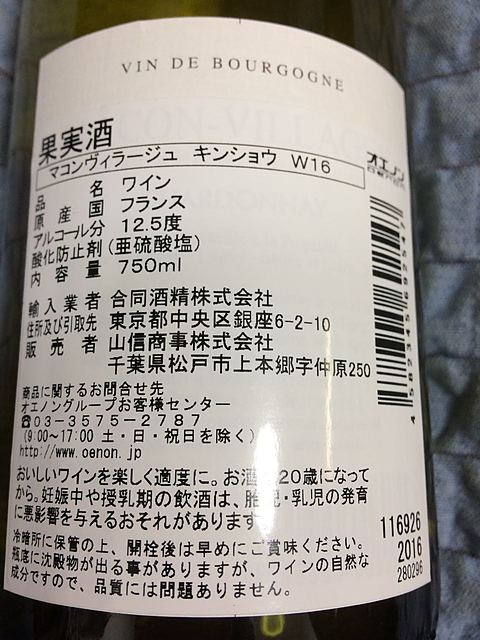 VIN DE BOURGOGNE
果実酒
マコンヴィラージュ キンショウ W16
オエノン
品名 ワイン
原産国 フランス
アルコール分 12.5度
酸化防止剤(亜硫酸塩)
内容量 750ml
輸入業者 合同酒精株式会社
住所及び引取先 東京都中央区銀座6-2-10
販売者 山信商事株式会社
千葉県松戸市上本郷字仲原250
商品に関するお問合せ先
オエノングループお客様センター
☎03-3575-2787
(9:00~17:00 土・日・祝日を除く)
http://www.oenon.jp
おいしいワインを楽しく適度に。お酒は20歳になって
から。妊娠中や授乳期の飲酒は、胎児・乳児の発育
に悪影響を与えるおそれがあります
冷暗所に保管の上、開栓後は早めにご賞味ください。
瓶底に沈殿物が出る事がありますが、ワインの自然な
成分ですので、品質には問題ありません。
116926
2016
280296